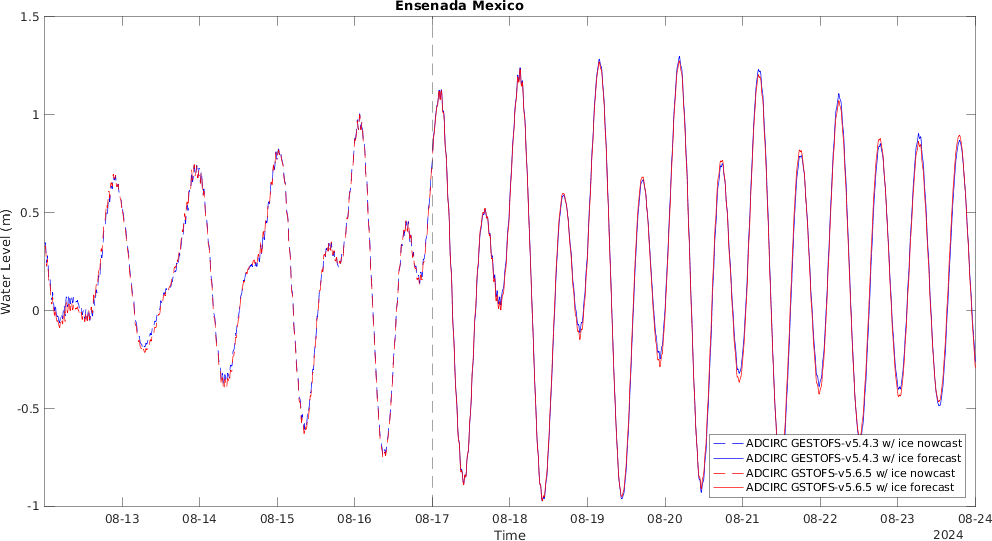 Ensenada Mexico
1.5
1
0.5
0
-0.5
-1
Water Level (m)
ADCIRC GESTOFS-v5.4.3 w/ ice nowcast
ADCIRC GESTOFS-v5.4.3 w/ ice forecast
ADCIRC GSTOFS-v5.6.5 w/ ice nowcast
ADCIRC GSTOFS-v5.6.5 w/ ice forecast
08-13 08-14 08-15 08-16 08-17 08-18 08-19 08-20 08-21 08-22 08-23 08-24
Time
2024